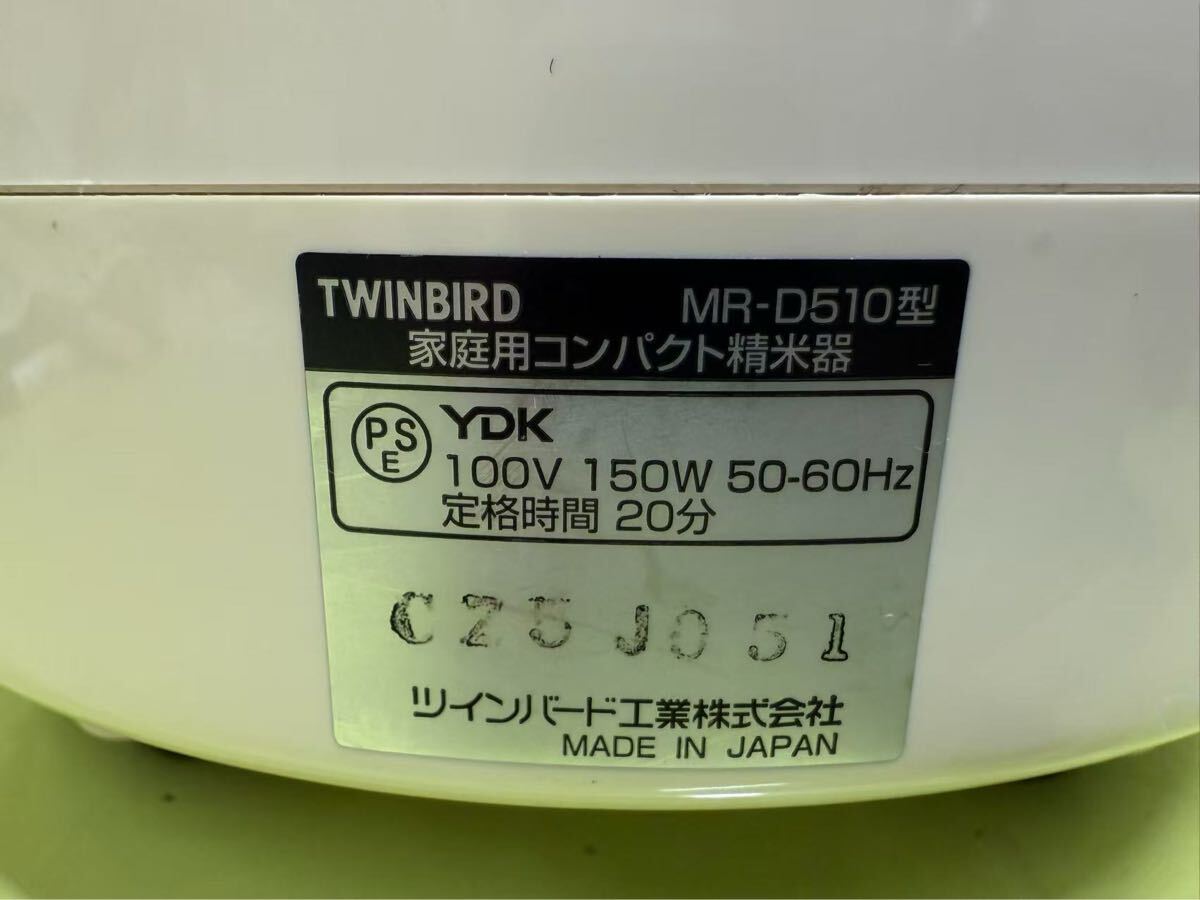 TWINBIRD MR-D510型
家庭用コンパクト精米器
PSE YDK
100V 150W 50-60Hz
定格時間 20分
CZ5J051
ツインバード工業株式会社
MADE IN JAPAN